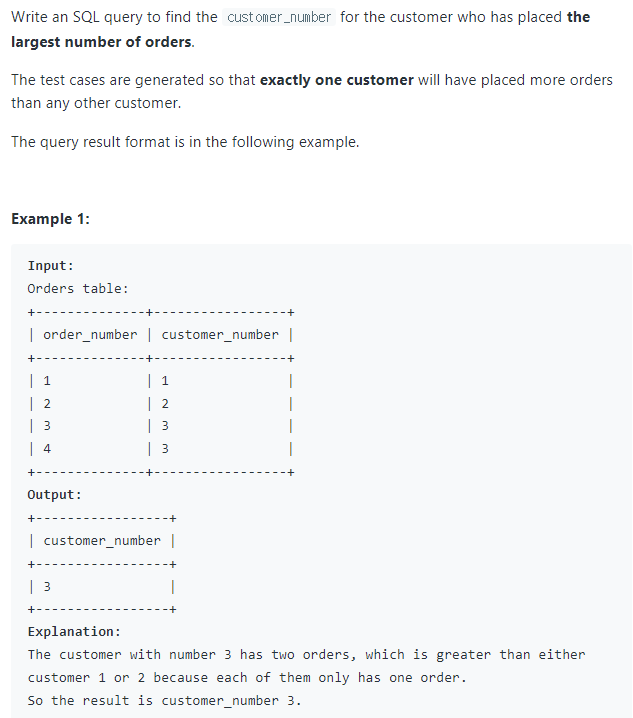 Write an SQL query to find the customer_number for the customer who has placed the
largest number of orders.
The test cases are generated so that exactly one customer will have placed more orders
than any other customer.
The query result format is in the following example.
Example 1:
Input:
Orders table:
+--------------+-----------------+
| order_number | customer_number |
+--------------+-----------------+
| 1            | 1               |
| 2            | 2               |
| 3            | 3               |
| 4            | 3               |
+--------------+-----------------+
Output:
+-----------------+
| customer_number |
+-----------------+
| 3               |
+-----------------+
Explanation:
The customer with number 3 has two orders, which is greater than either
customer 1 or 2 because each of them only has one order.
So the result is customer_number 3.